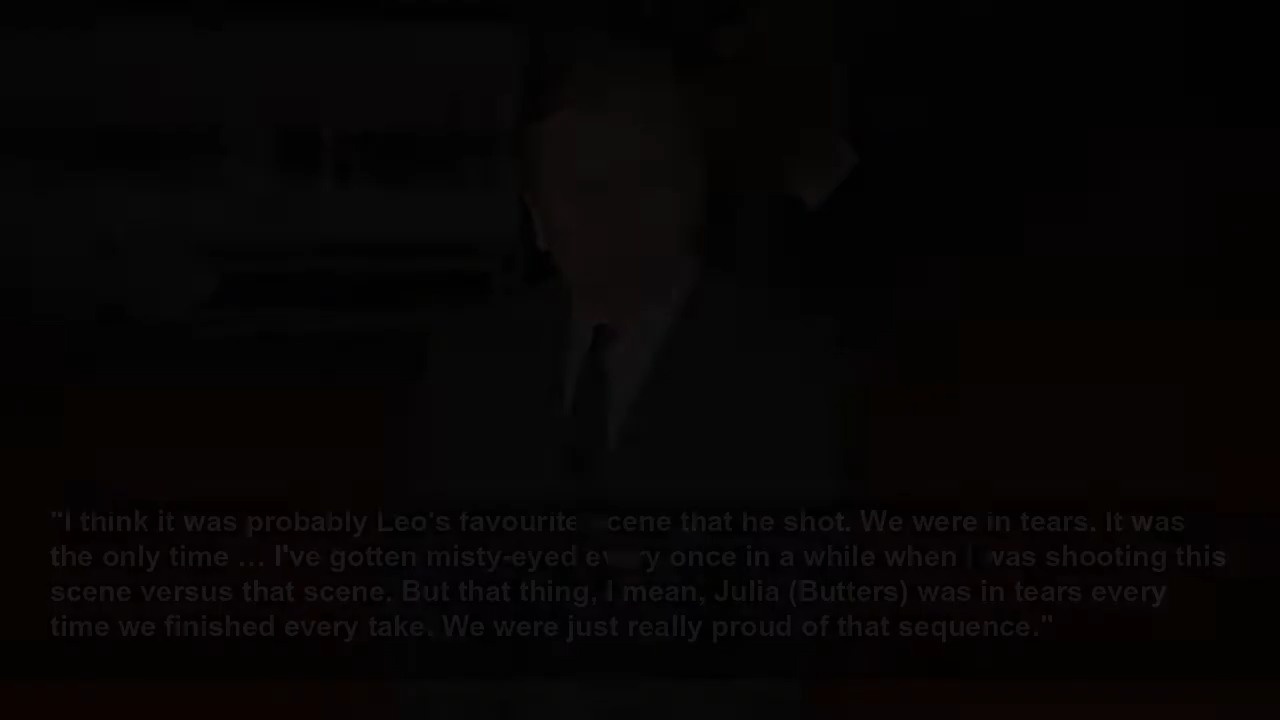 "I think it was probably Leo's favourite scene that he shot. We were in tears. It was
the only time ... I've gotten misty-eyed every once in a while when I was shooting this
scene versus that scene. But that thing, I mean, Julia (Butters) was in tears every
time we finished every take. We were just really proud of that sequence."